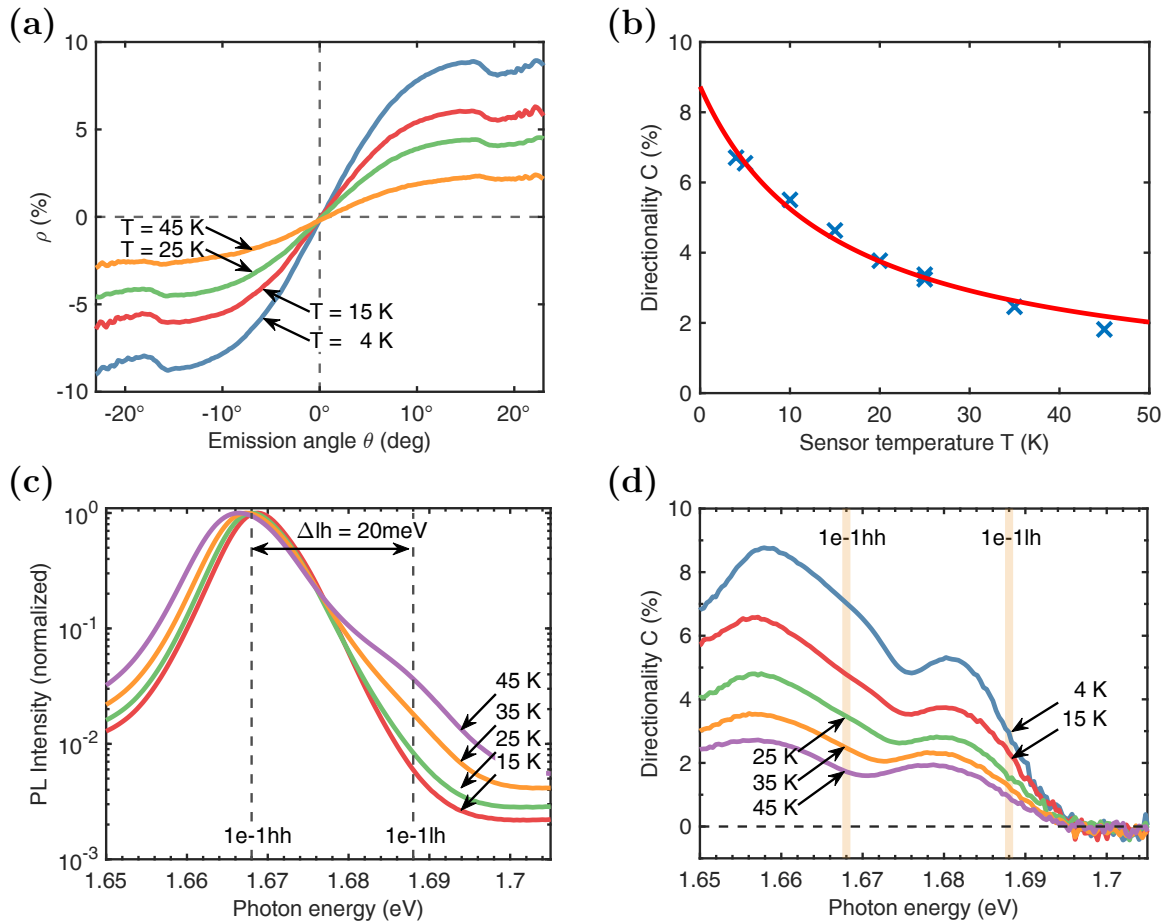 (a)
10
5
0
-5
-10
ρ (%)
T = 45 K
T = 25 K
T = 15 K
T = 4 K
-20° -10° 0° 10° 20°
Emission angle θ (deg)
(b)
10
8
6
4
2
0
Directionality C (%)
0 10 20 30 40 50
Sensor temperature T (K)
(c)
10^0
10^-1
10^-2
10^-3
PL Intensity (normalized)
Δlh = 20meV
45 K
35 K
25 K
15 K
1e-1hh 1e-1lh
1.65 1.66 1.67 1.68 1.69 1.7
Photon energy (eV)
(d)
10
8
6
4
2
0
Directionality C (%)
1e-1hh 1e-1lh
4 K
15 K
25 K
35 K
45 K
1.65 1.66 1.67 1.68 1.69 1.7
Photon energy (eV)